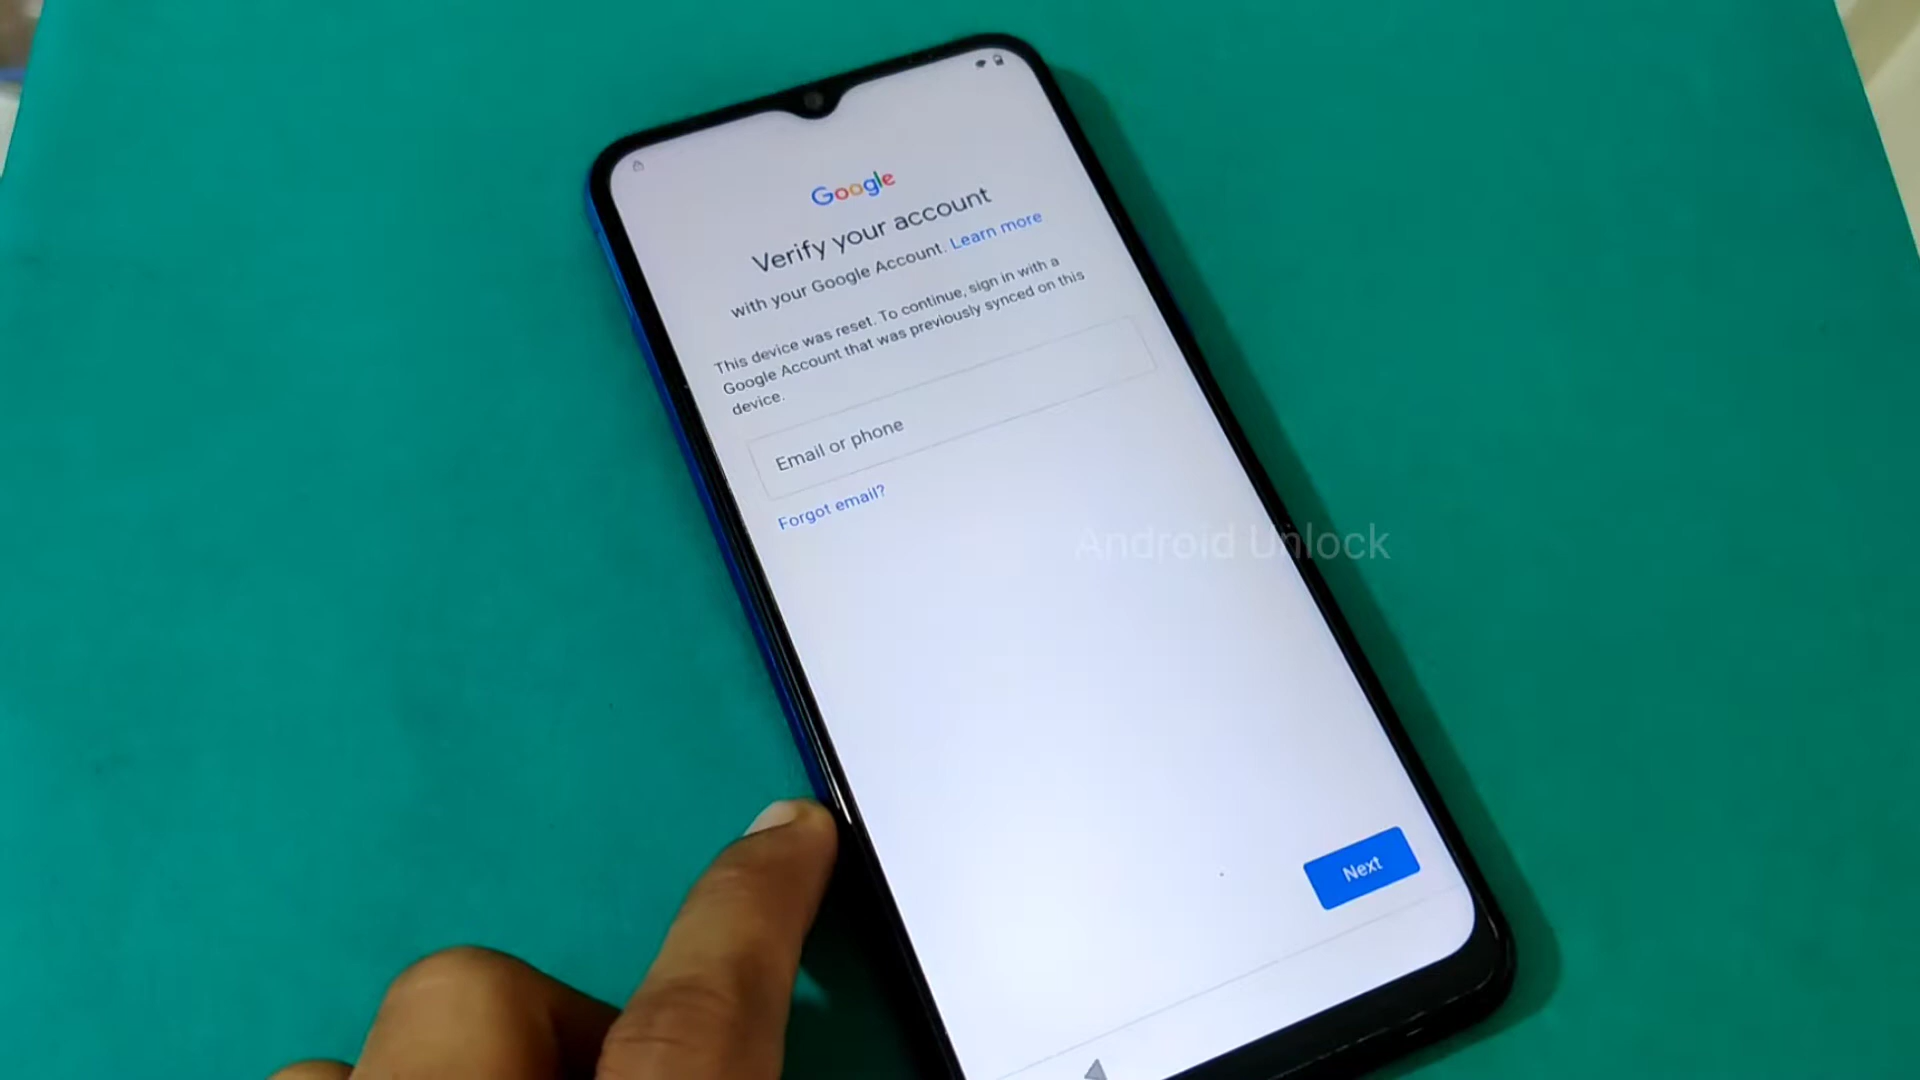 Google
Verify your account
with your Google Account. Learn more
This device was reset. To continue, sign in with a
Google Account that was previously synced on this
device.
Email or phone
Forgot email?
Android Unlock
Next